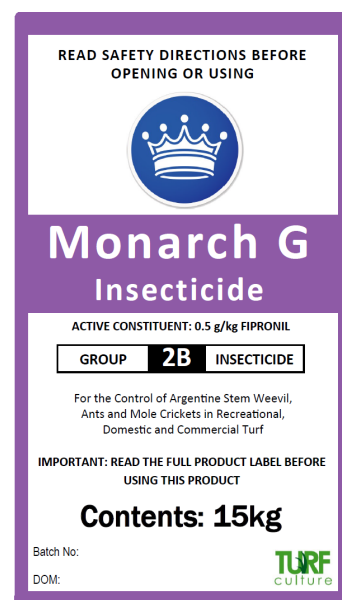 READ SAFETY DIRECTIONS BEFORE
OPENING OR USING
Monarch G
Insecticide
ACTIVE CONSTITUENT: 0.5 g/kg FIPRONIL
GROUP 2B INSECTICIDE
For the Control of Argentine Stem Weevil,
Ants and Mole Crickets in Recreational,
Domestic and Commercial Turf
IMPORTANT: READ THE FULL PRODUCT LABEL BEFORE
USING THIS PRODUCT
Contents: 15kg
Batch No:
DOM:
TURF
culture